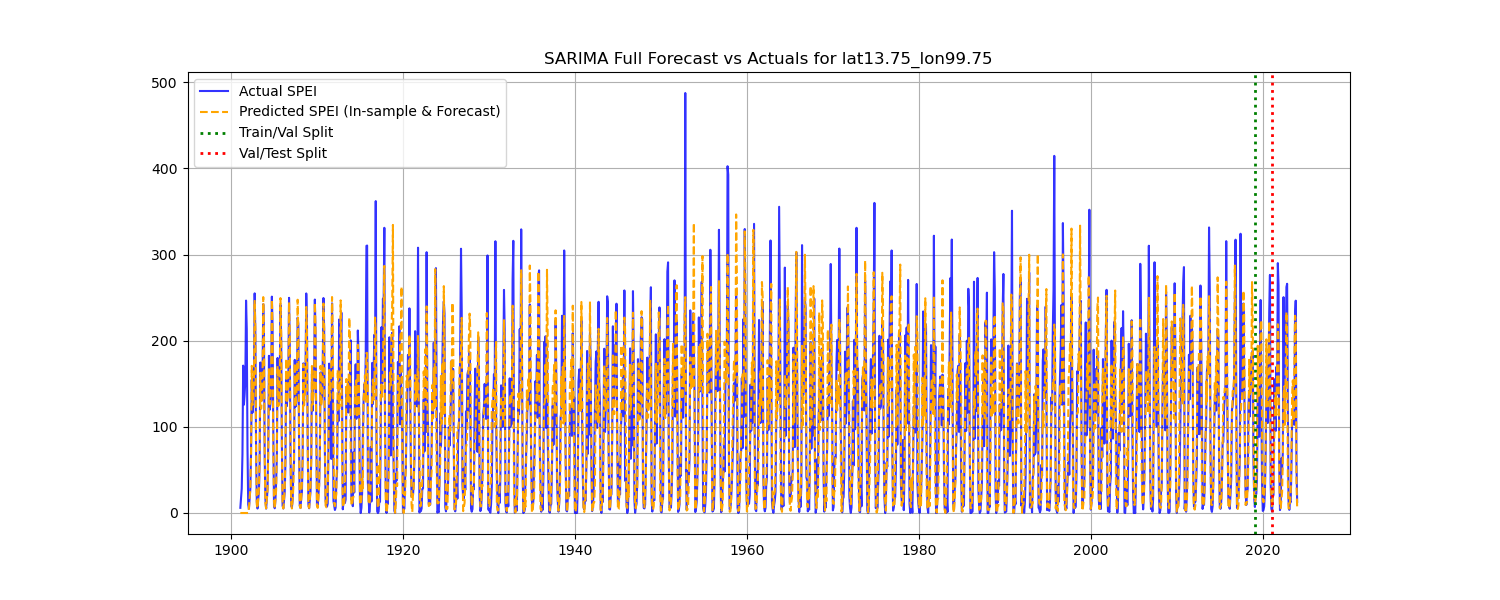 SARIMA Full Forecast vs Actuals for lat13.75_lon99.75
Actual SPEI
Predicted SPEI (In-sample & Forecast)
Train/Val Split
Val/Test Split
500
400
300
200
100
0
1900
1920
1940
1960
1980
2000
2020